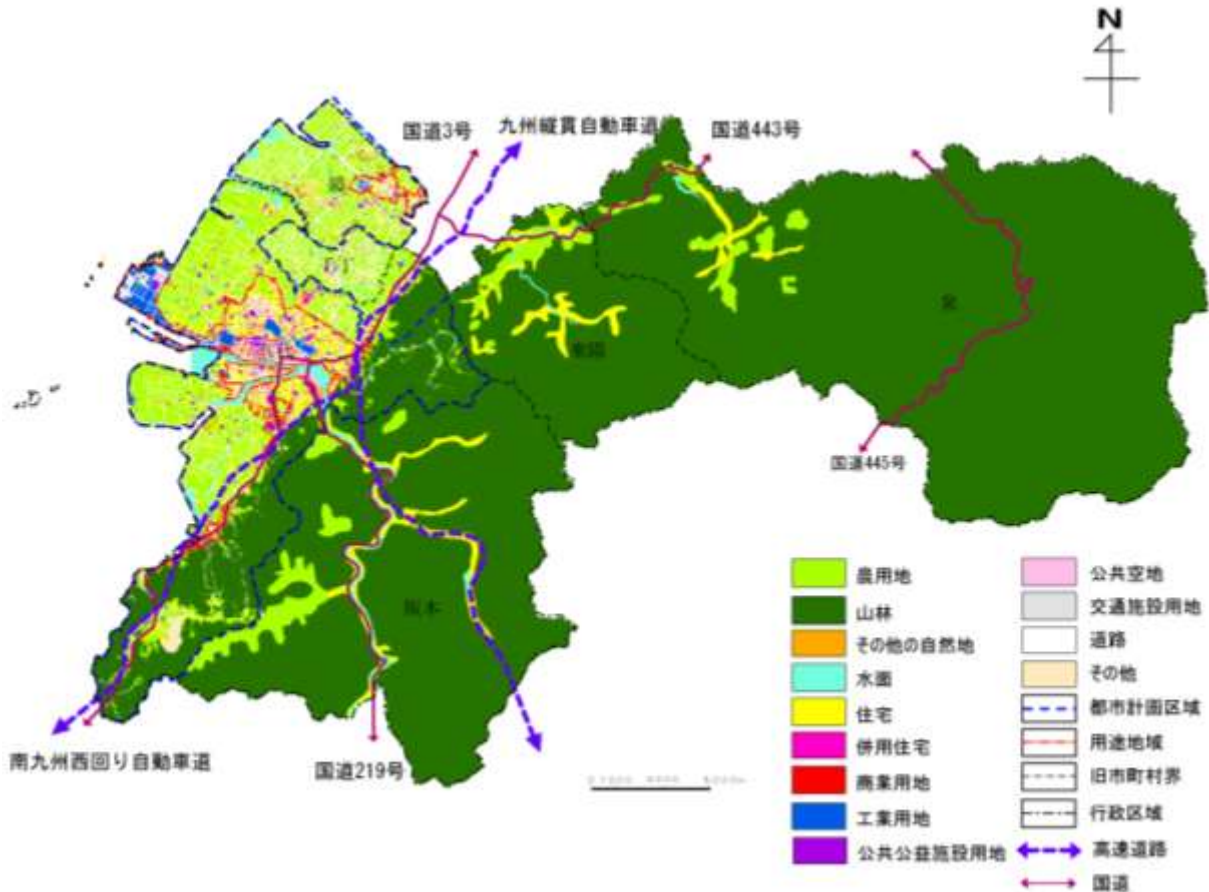 N
国道3号
九州縦貫自動車道
国道443号
泉
東陽
坂本
国道445号
南九州西回り自動車道
国道219号
農用地
山林
その他の自然地
水面
住宅
併用住宅
商業用地
工業用地
公共公益施設用地
公共空地
交通施設用地
道路
その他
都市計画区域
用途地域
旧市町村界
行政区域
高速道路
国道